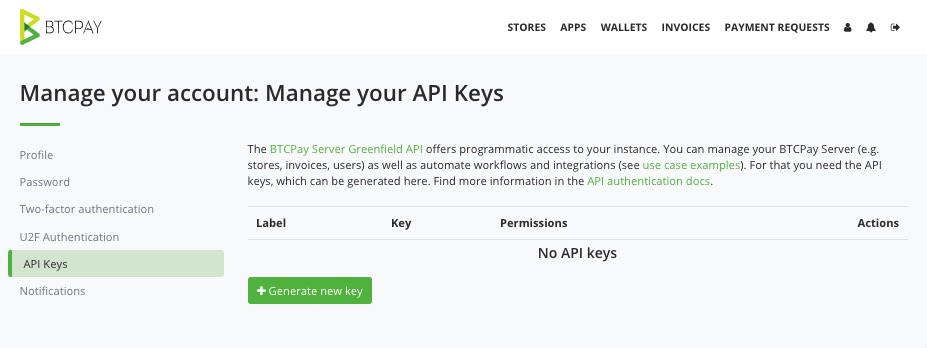 BTCPAY
STORES APPS WALLETS INVOICES PAYMENT REQUESTS
Manage your account: Manage your API Keys
Profile
Password
Two-factor authentication
U2F Authentication
API Keys
Notifications
The BTCPay Server Greenfield API offers programmatic access to your instance. You can manage your BTCPay Server (e.g.
stores, invoices, users) as well as automate workflows and integrations (see use case examples). For that you need the API
keys, which can be generated here. Find more information in the API authentication docs.
Label Key Permissions Actions
No API keys
+ Generate new key